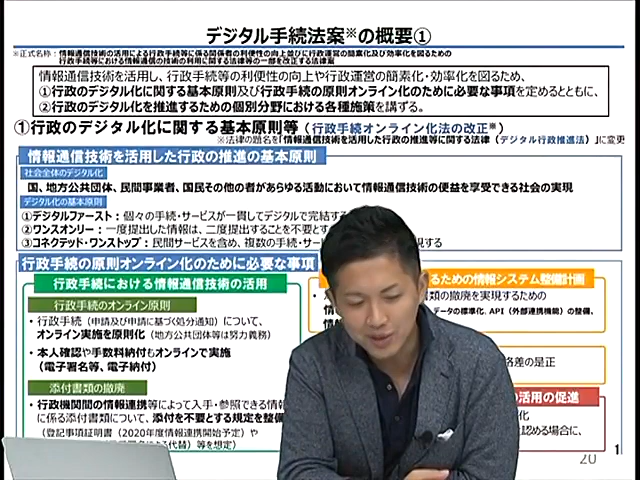 デジタル手続法案※の概要①
※正式名称：情報通信技術の活用による行政手続等に係る関係者の利便性の向上並びに行政運営の簡素化及び効率化を図るための
行政手続等における情報通信の技術の利用に関する法律等の一部を改正する法律案
情報通信技術を活用し、行政手続等の利便性の向上や行政運営の簡素化・効率化を図るため、
①行政のデジタル化に関する基本原則及び行政手続の原則オンライン化のために必要な事項を定めるとともに、
②行政のデジタル化を推進するための個別分野における各種施策を講ずる。
①行政のデジタル化に関する基本原則等（行政手続オンライン化法の改正※）
※法律の題名を「情報通信技術を活用した行政の推進等に関する法律（デジタル行政推進法）」に変更
情報通信技術を活用した行政の推進の基本原則
社会全体のデジタル化
国、地方公共団体、民間事業者、国民その他の者があらゆる活動において情報通信技術の便益を享受できる社会の実現
デジタル化の基本原則
①デジタルファースト：個々の手続・サービスが一貫してデジタルで完結する
②ワンスオンリー：一度提出した情報は、二度提出することを不要とす
③コネクテッド・ワンストップ：民間サービスを含め、複数の手続・サー 現する
行政手続の原則オンライン化のために必要な事項
行政手続における情報通信技術の活用
行政手続のオンライン原則
・行政手続（申請及び申請に基づく処分通知）について、
オンライン実施を原則化（地方公共団体等は努力義務）
・本人確認や手数料納付もオンラインで実施
（電子署名等、電子納付）
添付書類の撤廃
・行政機関間の情報連携等によって入手・参照できる情報
に係る添付書類について、添付を不要とする規定を整備
（登記事項証明書（2020年度情報連携開始予定）や
等を想定）
るための情報システム整備計画
類の撤廃を実現するための
データの標準化、API（外部連携機能）の整備、
格差の是正
の活用の促進
化
認める場合に、
20
1